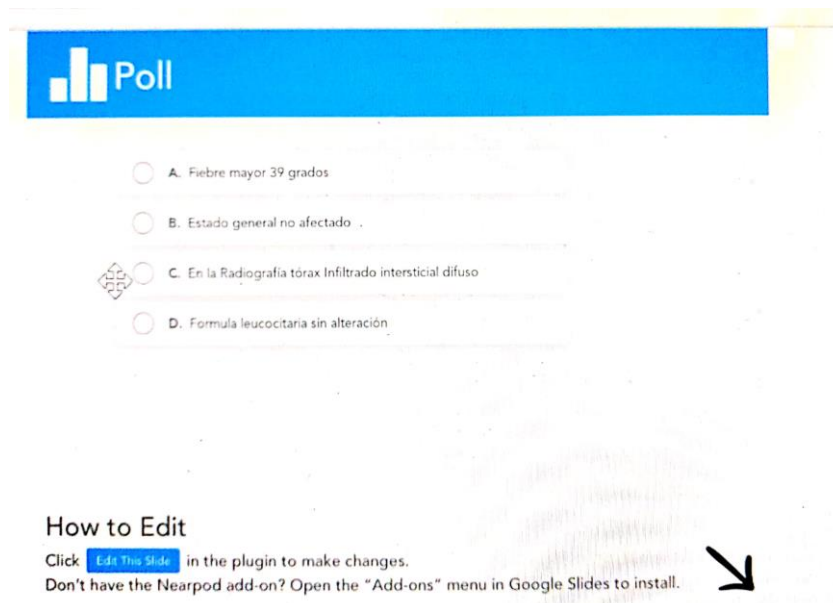 Poll
A. Fiebre mayor 39 grados
B. Estado general no afectado .
C. En la Radiografía tórax Infiltrado intersticial difuso
D. Formula leucocitaria sin alteración
How to Edit
Click Edit This Slide in the plugin to make changes.
Don't have the Nearpod add-on? Open the “Add-ons” menu in Google Slides to install.